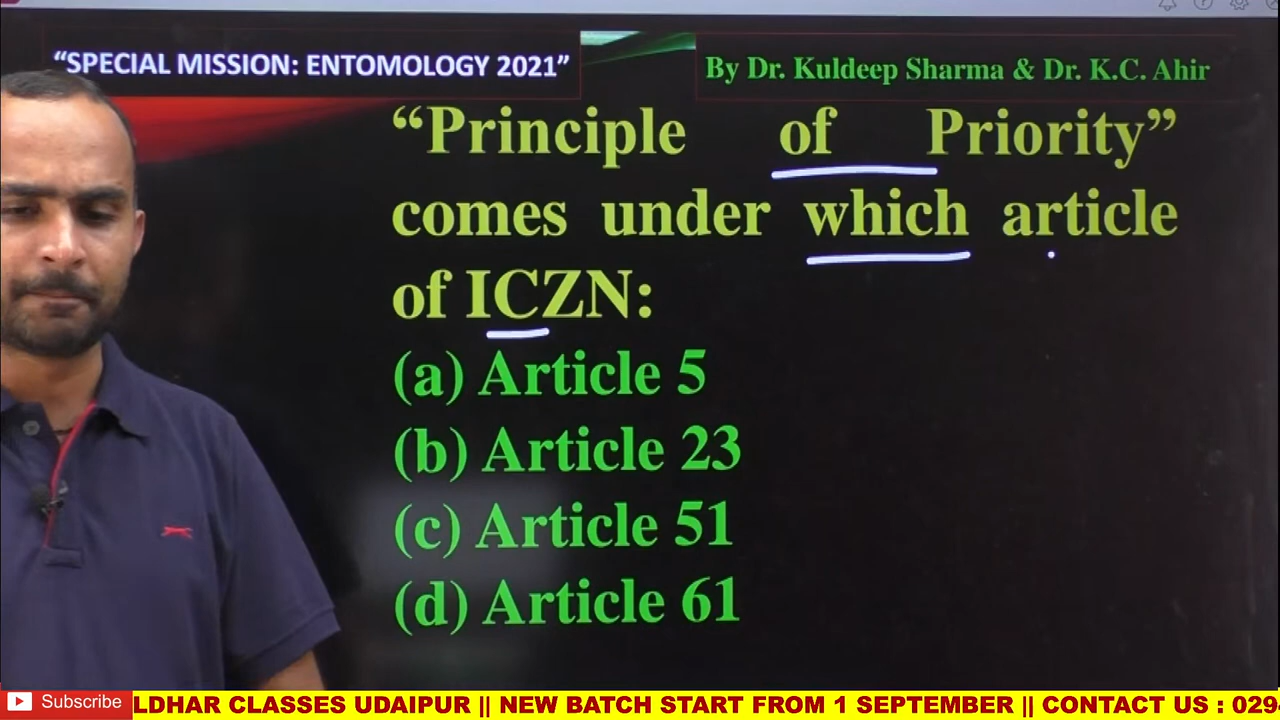 “SPECIAL MISSION: ENTOMOLOGY 2021”
By Dr. Kuldeep Sharma & Dr. K.C. Ahir
“Principle of Priority”
comes under which article
of ICZN:
(a) Article 5
(b) Article 23
(c) Article 51
(d) Article 61
Subscribe
LDHAR CLASSES UDAIPUR || NEW BATCH START FROM 1 SEPTEMBER || CONTACT US : 029